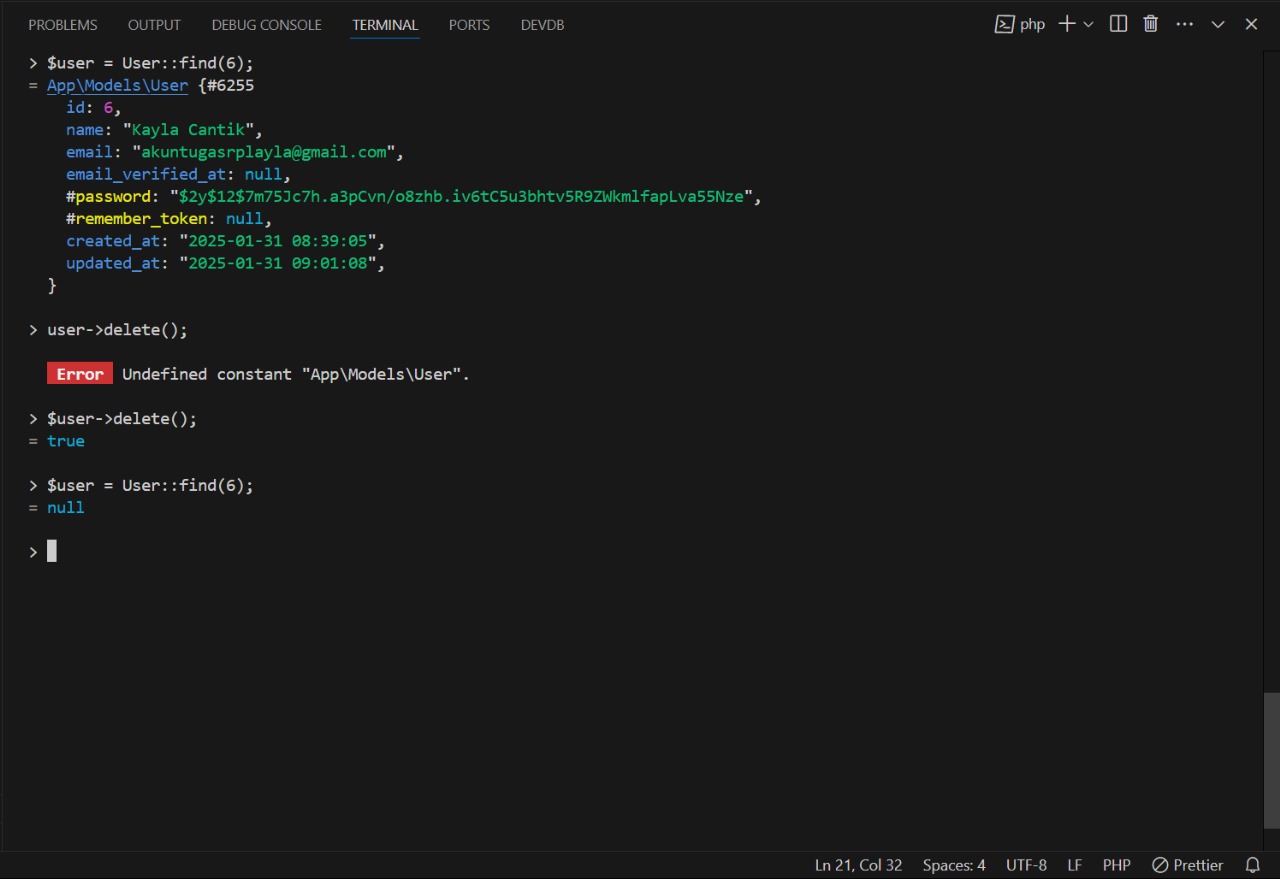 PROBLEMS OUTPUT DEBUG CONSOLE TERMINAL PORTS DEVDB php
> $user = User::find(6);
= App\Models\User {#6255
id: 6,
name: "Kayla Cantik",
email: "akuntugasrplayla@gmail.com",
email_verified_at: null,
#password: "$2y$12$7m75Jc7h.a3pCvn/o8zhb.iv6tC5u3bhtv5R9ZWkmlfapLva55Nze",
#remember_token: null,
created_at: "2025-01-31 08:39:05",
updated_at: "2025-01-31 09:01:08",
}
> user->delete();
Error Undefined constant "App\Models\User".
> $user->delete();
= true
> $user = User::find(6);
= null
>
Ln 21, Col 32 Spaces: 4 UTF-8 LF PHP Prettier